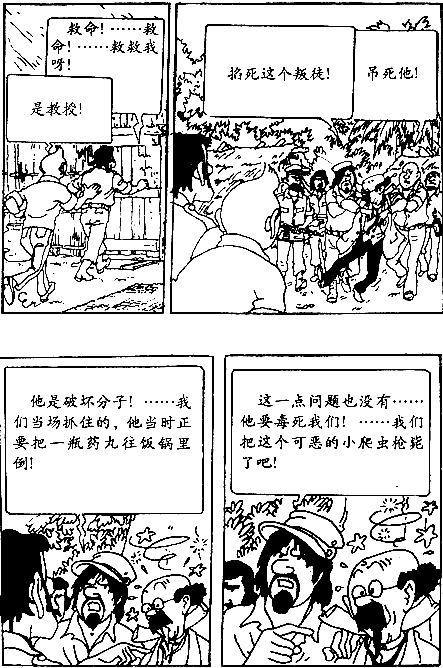 救命！……救
命！……救救我
呀！
是教授！
掐死这个叛徒！
吊死他！
他是破坏分子！……我
们当场抓住的，他当时正
要把一瓶药丸往饭锅里
倒！
这一点问题也没有……
他要毒死我们！……我们
把这个可恶的小爬虫枪毙
了吧！